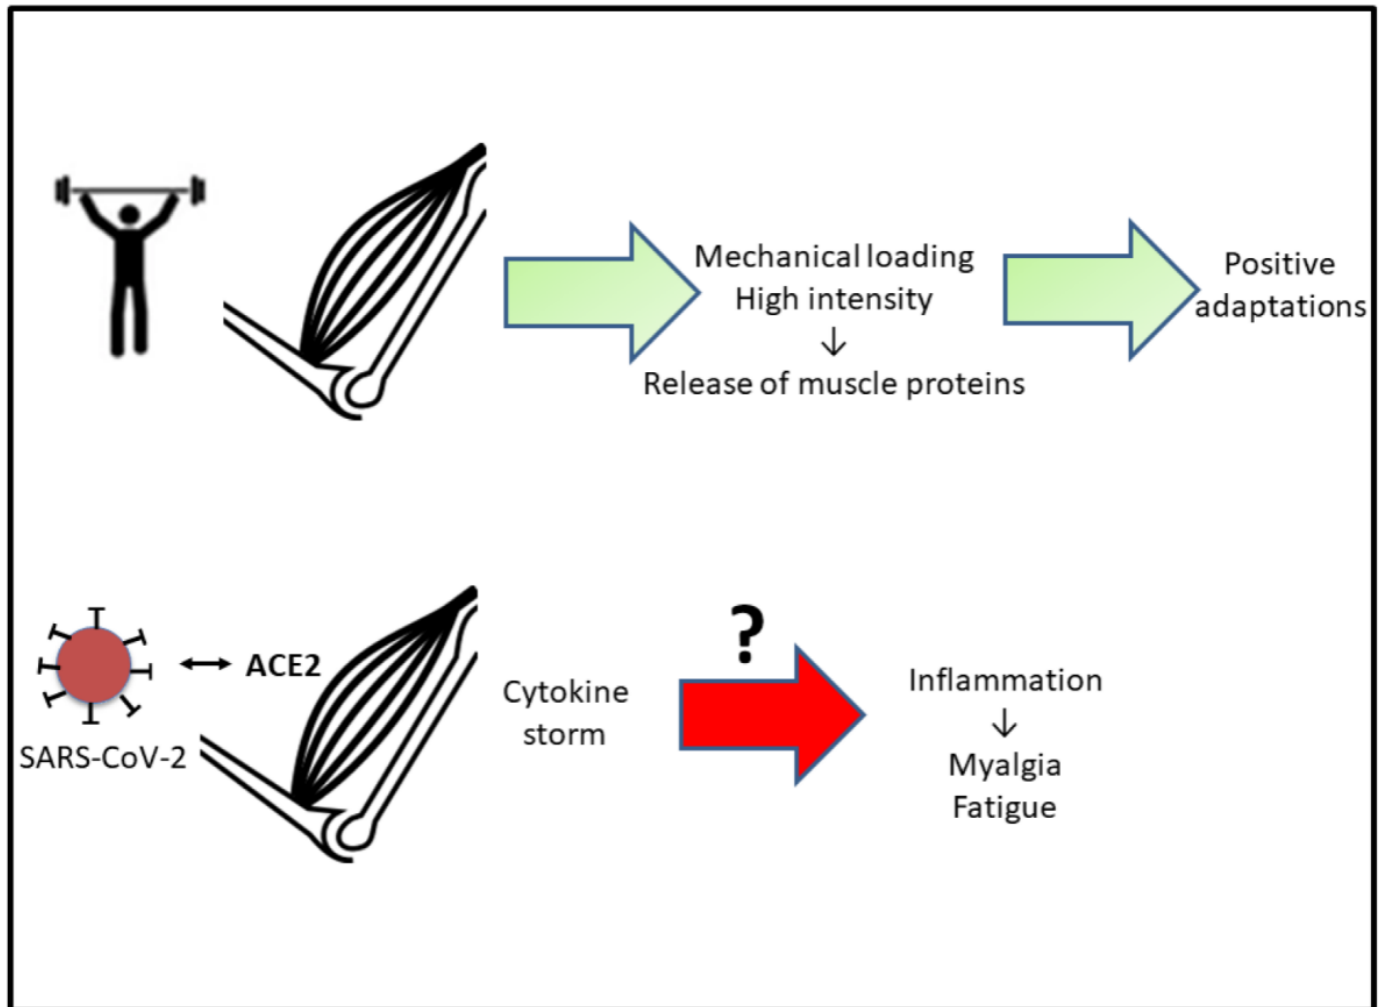 Mechanical loading
High intensity
↓
Release of muscle proteins
Positive
adaptations
SARS-CoV-2
ACE2
Cytokine
storm
?
Inflammation
↓
Myalgia
Fatigue